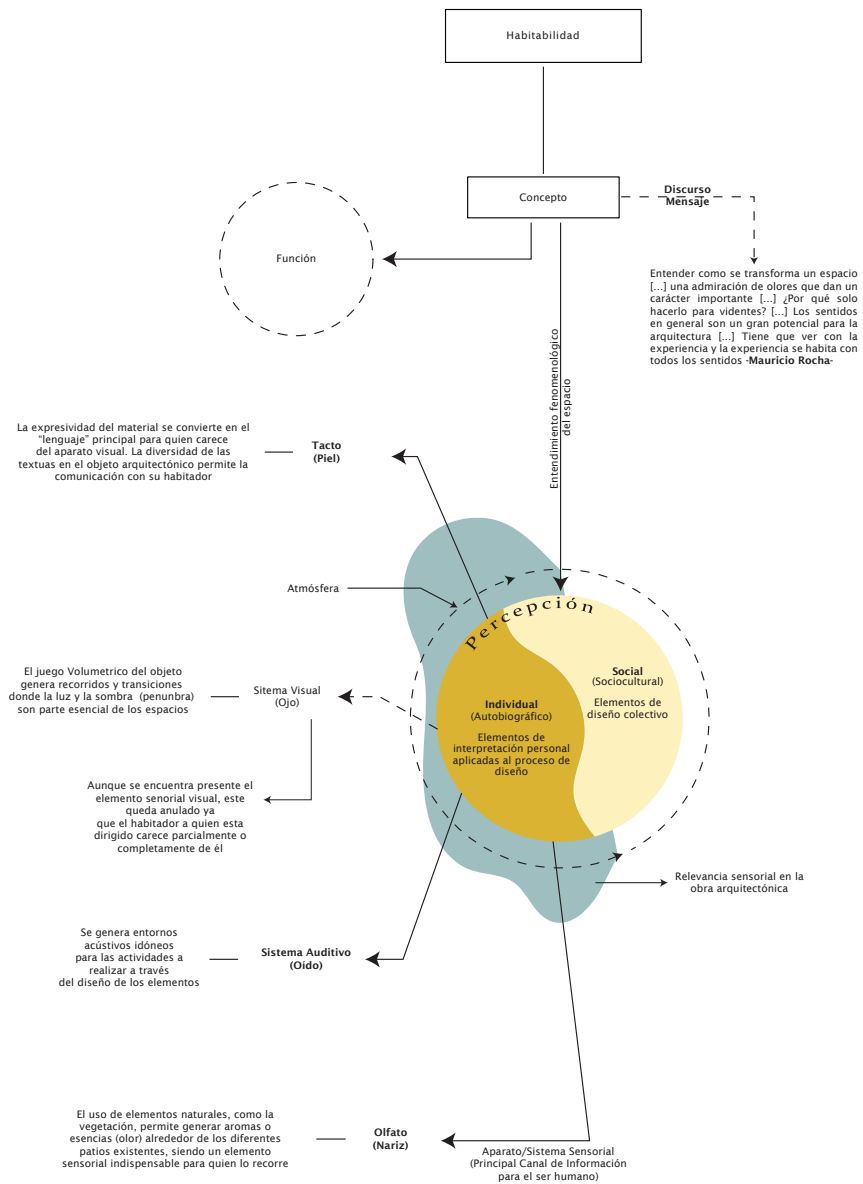 Habitabilidad
Concepto
Discurso
Mensaje
Función
Entender como se transforma un espacio
[...] una admiración de olores que dan un
carácter importante [...] ¿Por qué solo
hacerlo para videntes? [...] Los sentidos
en general son un gran potencial para la
arquitectura [...] Tiene que ver con la
experiencia y la experiencia se habita con
todos los sentidos -Mauricio Rocha-
Entendimiento fenomenológico
del espacio
La expresividad del material se convierte en el
"lenguaje" principal para quien carece
del aparato visual. La diversidad de las
textuas en el objeto arquitectónico permite la
comunicación con su habitador
Tacto
(Piel)
Atmósfera
Percepción
Social
(Sociocultural)
Elementos de
diseño colectivo
Individual
(Autobiográfico)
Elementos de
interpretación personal
aplicadas al proceso de
diseño
El juego Volumetrico del objeto
genera recorridos y transiciones
donde la luz y la sombra (penunbra)
son parte esencial de los espacios
Sitema Visual
(Ojo)
Aunque se encuentra presente el
elemento senorial visual, este
queda anulado ya
que el habitador a quien esta
dirigido carece parcialmente o
completamente de él
Relevancia sensorial en la
obra arquitectónica
Se genera entornos
acústivos idóneos
para las actividades a
realizar a través
del diseño de los elementos
Sistema Auditivo
(Oído)
El uso de elementos naturales, como la
vegetación, permite generar aromas o
esencias (olor) alrededor de los diferentes
patios existentes, siendo un elemento
sensorial indispensable para quien lo recorre
Olfato
(Nariz)
Aparato/Sistema Sensorial
(Principal Canal de Información
para el ser humano)